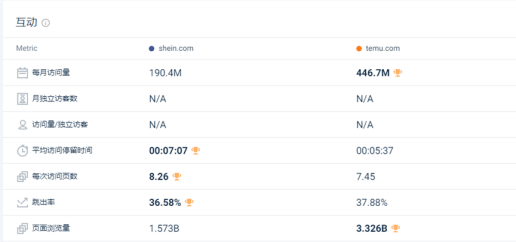 互动
Metric shein.com temu.com
每月访问量 190.4M 446.7M
月独立访客数 N/A N/A
访问量/独立访客 N/A N/A
平均访问停留时间 00:07:07 00:05:37
每次访问页数 8.26 7.45
跳出率 36.58% 37.88%
页面浏览量 1.573B 3.326B